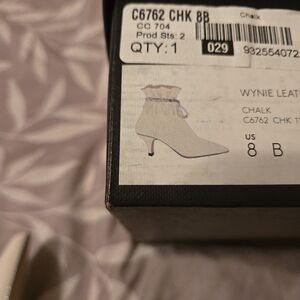 C6762 CHK 8B
Chalk
CC 704
Prod Sts: 2
QTY: 1
029
932554072
WYNIE LEAT
CHALK
C6762 CHK
US
8 B